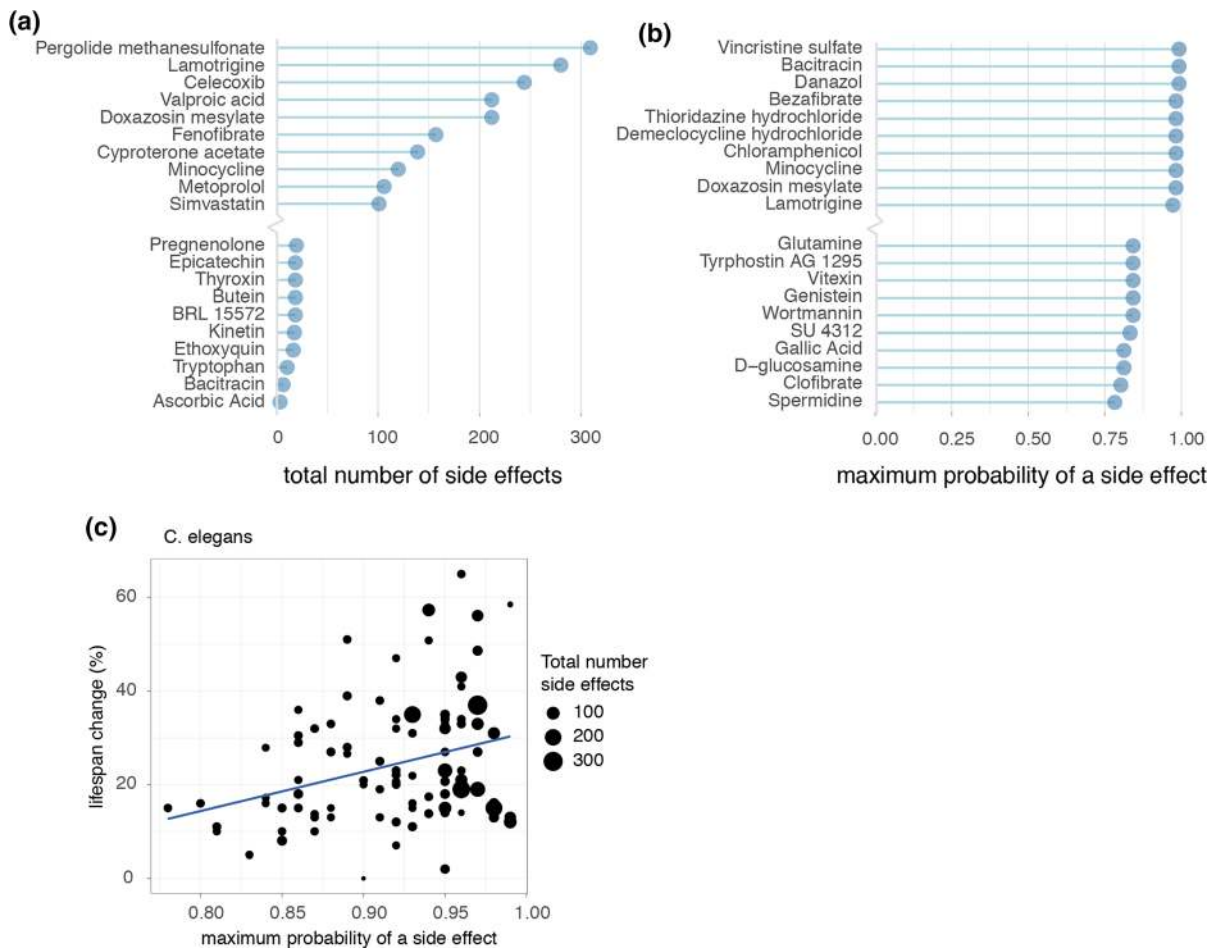 (a)
Pergolide methanesulfonate
Lamotrigine
Celecoxib
Valproic acid
Doxazosin mesylate
Fenofibrate
Cyproterone acetate
Minocycline
Metoprolol
Simvastatin
Pregnenolone
Epicatechin
Thyroxin
Butein
BRL 15572
Kinetin
Ethoxyquin
Tryptophan
Bacitracin
Ascorbic Acid
0 100 200 300
total number of side effects
(b)
Vincristine sulfate
Bacitracin
Danazol
Bezafibrate
Thioridazine hydrochloride
Demeclocycline hydrochloride
Chloramphenicol
Minocycline
Doxazosin mesylate
Lamotrigine
Glutamine
Tyrphostin AG 1295
Vitexin
Genistein
Wortmannin
SU 4312
Gallic Acid
D−glucosamine
Clofibrate
Spermidine
0.00 0.25 0.50 0.75 1.00
maximum probability of a side effect
(c)
C. elegans
60
40
20
0
lifespan change (%)
0.80 0.85 0.90 0.95 1.00
maximum probability of a side effect
Total number
side effects
100
200
300